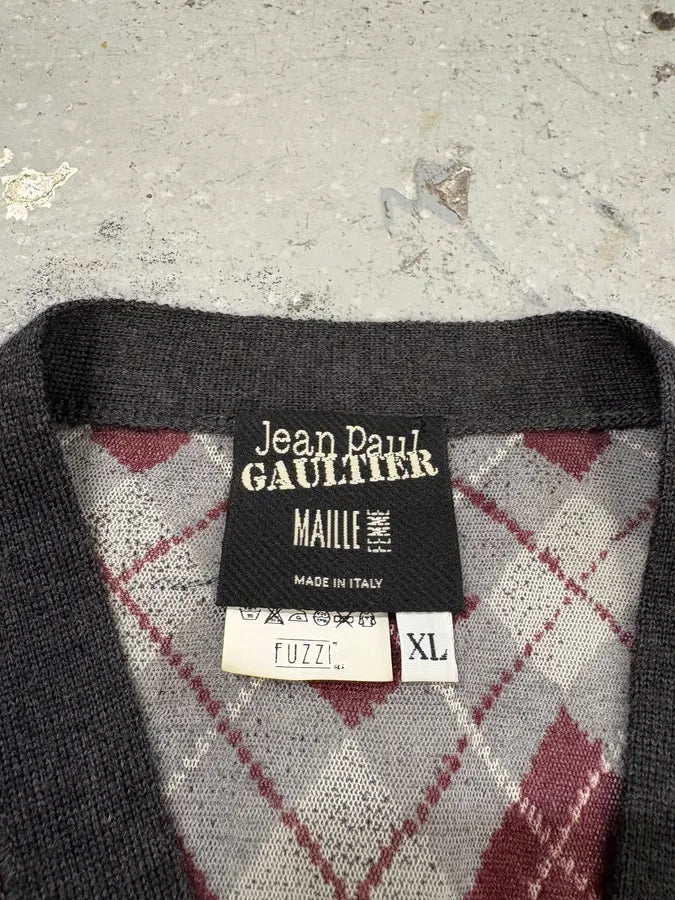 Jean Paul
GAULTIER
MAILLE FEMME
MADE IN ITALY
FUZZI
XL